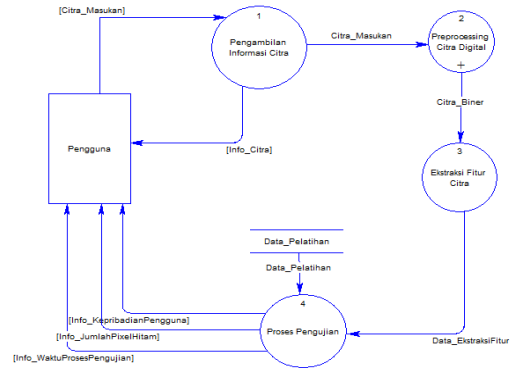 [Citra_Masukan]
1
Pengambilan
Informasi Citra
Citra_Masukan
2
Preprocessing
Citra Digital
+
Citra_Biner
Pengguna
[Info_Citra]
3
Ekstraksi Fitur
Citra
Data_Pelatihan
Data_Pelatihan
4
Proses Pengujian
[Info_KepribadianPengguna]
[Info_JumlahPixelHitam]
[Info_WaktuProsesPengujian]
Data_EkstraksiFitur